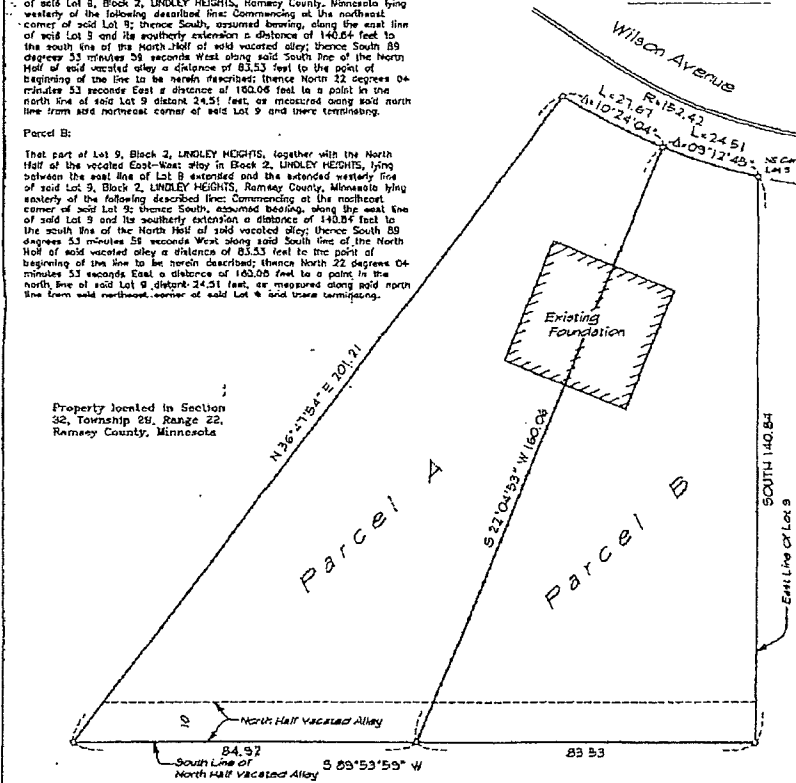 of said Lot 9, Block 2, LINDLEY HEIGHTS, Ramsey County, Minnesota lying
westerly of the following described line: Commencing at the northeast
corner of said Lot 9; thence South, assumed bearing, along the east line
of said Lot 9 and its southerly extension a distance of 140.84 feet to
the south line of the North Half of said vacated alley; thence South 89
degrees 53 minutes 59 seconds West along said South line of the North
Half of said vacated alley a distance of 83.53 feet to the point of
beginning of the line to be herein described; thence North 22 degrees 04
minutes 53 seconds East a distance of 160.06 feet to a point in the
north line of said Lot 9 distant 24.51 feet, as measured along said north
line from said northeast corner of said Lot 9 and there terminating.
Parcel B:
That part of Lot 9, Block 2, LINDLEY HEIGHTS, together with the North
Half of the vacated East-West alley in Block 2, LINDLEY HEIGHTS, lying
between the east line of Lot 8 extended and the extended westerly line
of said Lot 9, Block 2, LINDLEY HEIGHTS, Ramsey County, Minnesota lying
easterly of the following described line: Commencing at the northeast
corner of said Lot 9; thence South, assumed bearing, along the east line
of said Lot 9 and its southerly extension a distance of 140.84 feet to
the south line of the North Half of said vacated alley; thence South 89
degrees 53 minutes 59 seconds West along said South line of the North
Half of said vacated alley a distance of 83.53 feet to the point of
beginning of the line to be herein described; thence North 22 degrees 04
minutes 53 seconds East a distance of 160.06 feet to a point in the
north line of said Lot 9 distant 24.51 feet, as measured along said north
line from said northeast corner of said Lot 9 and there terminating.
Property located in Section
32, Township 29, Range 22,
Ramsey County, Minnesota
Wilson Avenue
R=152.42
L=27.67
Δ=10°24'04"
L=24.51
Δ=09°12'45"
NE Cor
Lot 9
Existing
Foundation
N 36°47'54" E 201.21
S 22°04'53" W 160.06
SOUTH 140.84
East Line Of Lot 9
Parcel A
Parcel B
10
North Half Vacated Alley
84.92
S 89°53'59" W
83.53
South Line of
North Half Vacated Alley